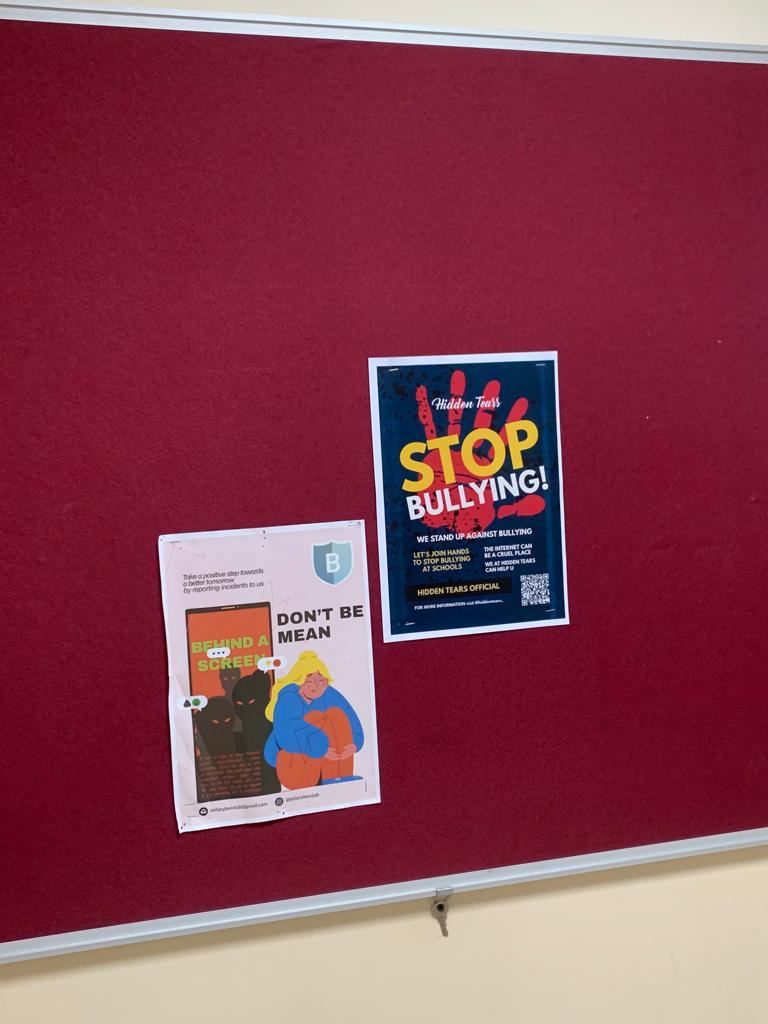 Hidden Tears
STOP
BULLYING!
WE STAND UP AGAINST BULLYING
LET'S JOIN HANDS
TO STOP BULLYING
AT SCHOOLS
THE INTERNET CAN
BE A CRUEL PLACE
WE AT HIDDEN TEARS
CAN HELP U
HIDDEN TEARS OFFICIAL
FOR MORE INFORMATION visit @hiddentears_
B
Take a positive step towards
a better tomorrow
by reporting incidents to us
DON'T BE
MEAN
BEHIND A
SCREEN